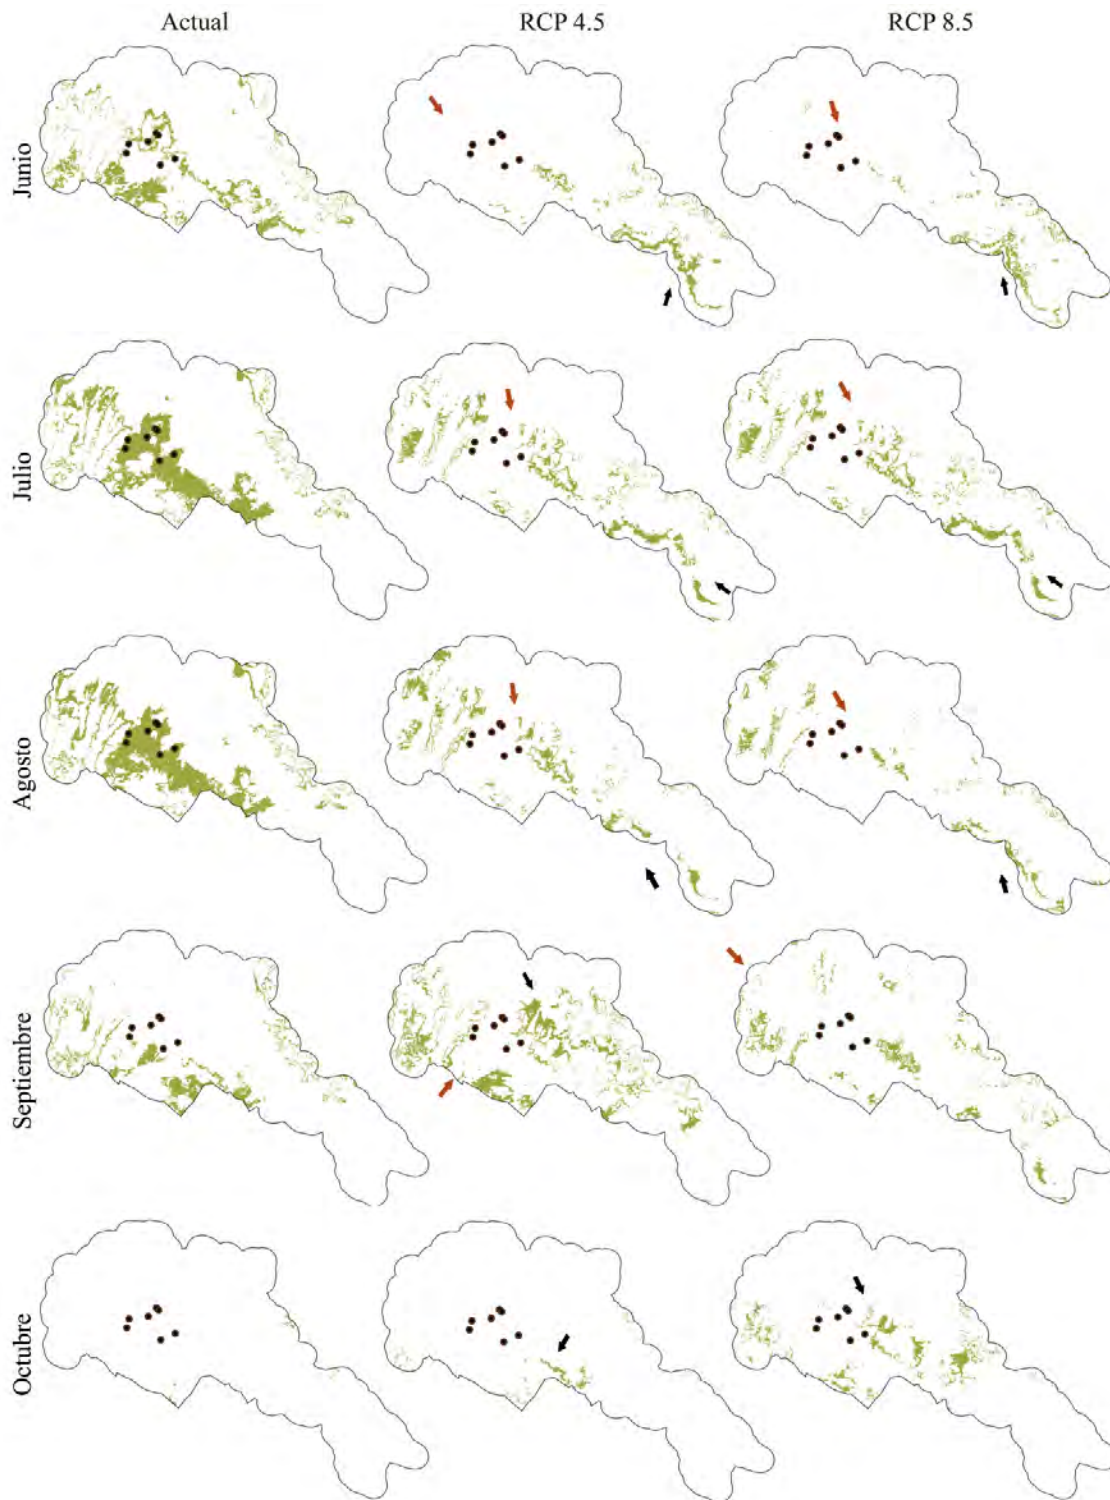 Actual RCP 4.5 RCP 8.5
Junio
Julio
Agosto
Septiembre
Octubre